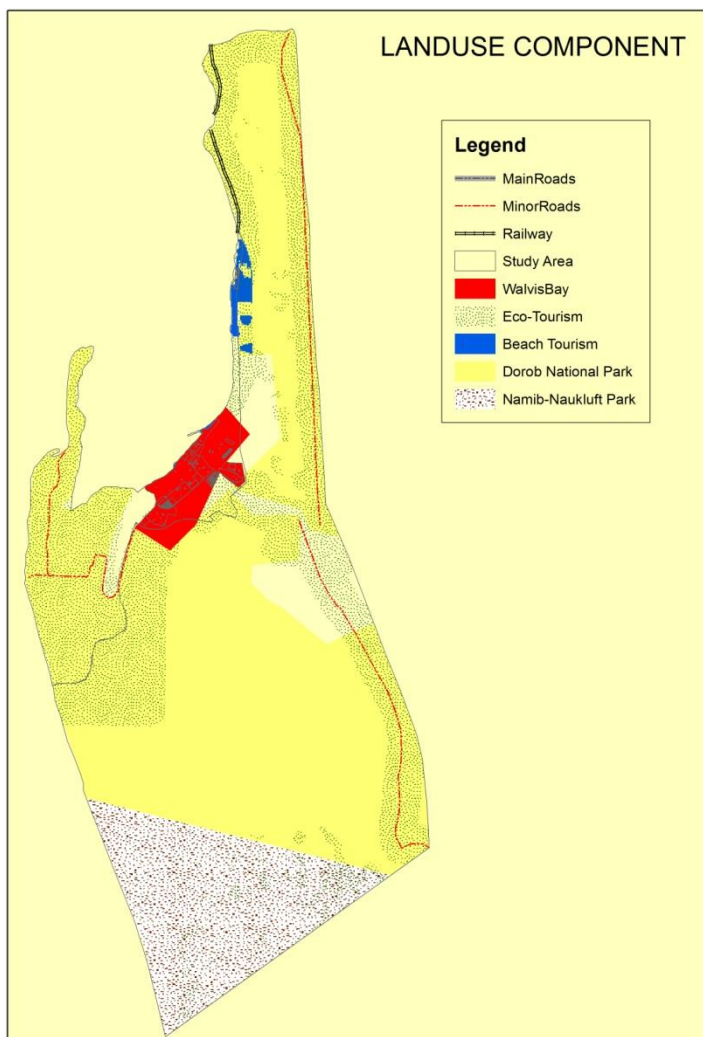 LANDUSE COMPONENT
Legend
MainRoads
MinorRoads
Railway
Study Area
WalvisBay
Eco-Tourism
Beach Tourism
Dorob National Park
Namib-Naukluft Park